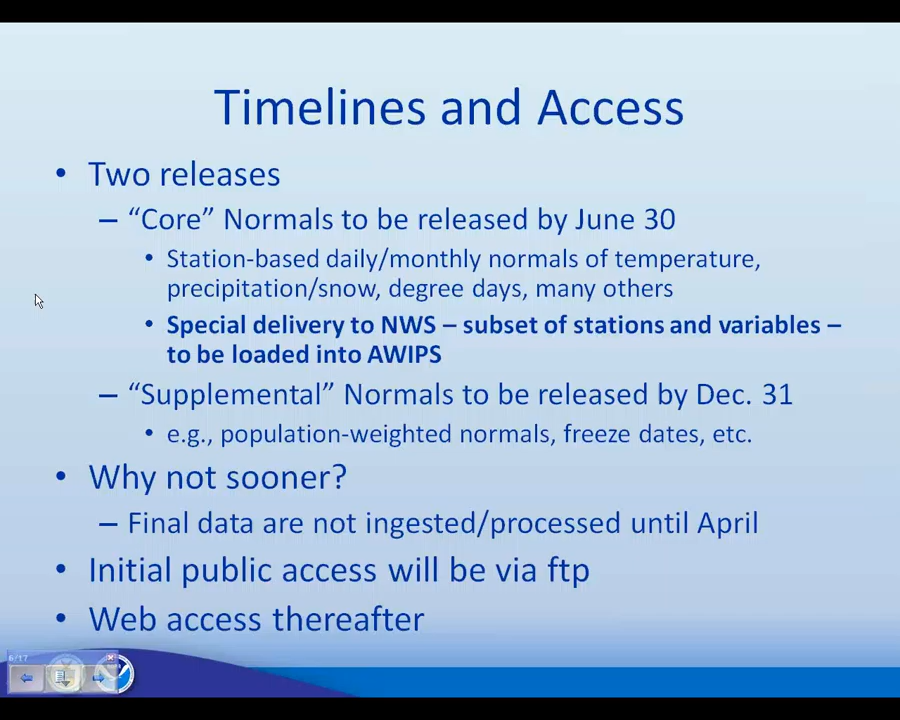 Timelines and Access
• Two releases
– “Core” Normals to be released by June 30
• Station-based daily/monthly normals of temperature,
precipitation/snow, degree days, many others
• Special delivery to NWS – subset of stations and variables –
to be loaded into AWIPS
– “Supplemental” Normals to be released by Dec. 31
• e.g., population-weighted normals, freeze dates, etc.
• Why not sooner?
– Final data are not ingested/processed until April
• Initial public access will be via ftp
• Web access thereafter
6/17